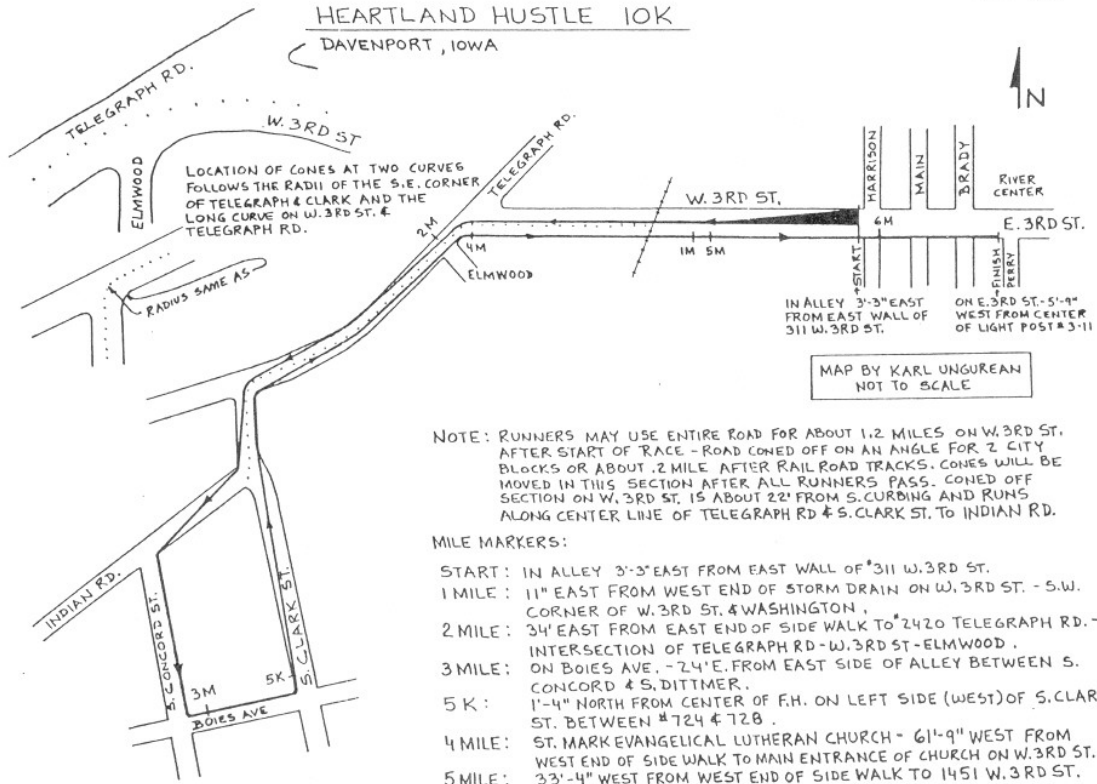 HEARTLAND HUSTLE 10K
DAVENPORT, IOWA
TELEGRAPH RD.
W. 3RD ST
ELMWOOD
LOCATION OF CONES AT TWO CURVES
FOLLOWS THE RADII OF THE S.E. CORNER
OF TELEGRAPH & CLARK AND THE
LONG CURVE ON W. 3RD ST. &
TELEGRAPH RD.
RADIUS SAME AS
N
TELEGRAPH RD.
W. 3RD ST.
HARRISON
MAIN
BRADY
RIVER
CENTER
E. 3RD ST.
2M
4M
ELMWOOD
1M
5M
6M
START
FINISH
PERRY
IN ALLEY 3'-3" EAST
FROM EAST WALL OF
311 W. 3RD ST.
ON E. 3RD ST. - 5'-9"
WEST FROM CENTER
OF LIGHT POST #3-11
MAP BY KARL UNGUREAN
NOT TO SCALE
NOTE: RUNNERS MAY USE ENTIRE ROAD FOR ABOUT 1.2 MILES ON W. 3RD ST.
AFTER START OF RACE - ROAD CONED OFF ON AN ANGLE FOR 2 CITY
BLOCKS OR ABOUT .2 MILE AFTER RAIL ROAD TRACKS. CONES WILL BE
MOVED IN THIS SECTION AFTER ALL RUNNERS PASS. CONED OFF
SECTION ON W. 3RD ST. IS ABOUT 22' FROM S. CURBING AND RUNS
ALONG CENTER LINE OF TELEGRAPH RD & S. CLARK ST. TO INDIAN RD.
INDIAN RD.
S. CONCORD ST.
S. CLARK ST.
3M
5K
BOIES AVE
MILE MARKERS:
START: IN ALLEY 3'-3" EAST FROM EAST WALL OF #311 W. 3RD ST.
1 MILE: 11" EAST FROM WEST END OF STORM DRAIN ON W. 3RD ST. - S.W.
CORNER OF W. 3RD ST. & WASHINGTON.
2 MILE: 34' EAST FROM EAST END OF SIDE WALK TO #2420 TELEGRAPH RD. -
INTERSECTION OF TELEGRAPH RD - W. 3RD ST - ELMWOOD.
3 MILE: ON BOIES AVE. - 24' E. FROM EAST SIDE OF ALLEY BETWEEN S.
CONCORD & S. DITTMER.
5K: 1'-4" NORTH FROM CENTER OF F.H. ON LEFT SIDE (WEST) OF S. CLAR
ST. BETWEEN #724 & 728.
4 MILE: ST. MARK EVANGELICAL LUTHERAN CHURCH - 61'-9" WEST FROM
WEST END OF SIDE WALK TO MAIN ENTRANCE OF CHURCH ON W. 3RD ST.
5 MILE: 33'-4" WEST FROM WEST END OF SIDE WALK TO 1451 W. 3RD ST.